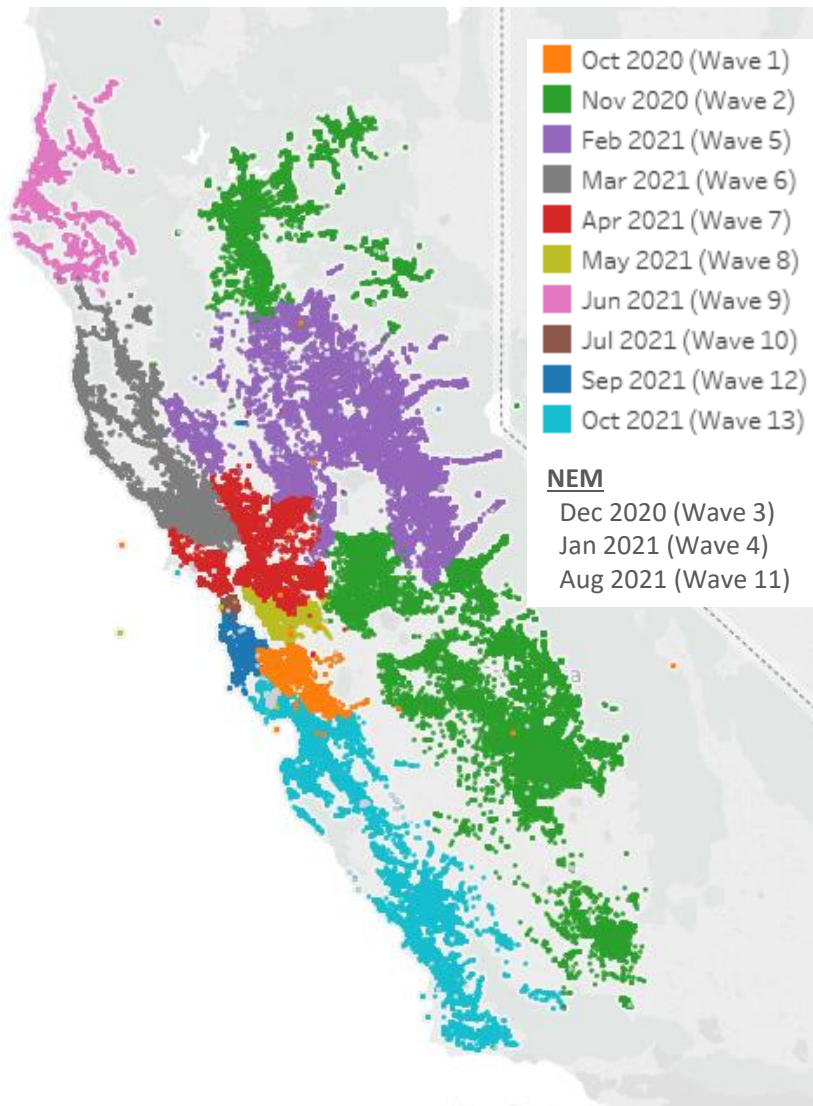 Oct 2020 (Wave 1)
Nov 2020 (Wave 2)
Feb 2021 (Wave 5)
Mar 2021 (Wave 6)
Apr 2021 (Wave 7)
May 2021 (Wave 8)
Jun 2021 (Wave 9)
Jul 2021 (Wave 10)
Sep 2021 (Wave 12)
Oct 2021 (Wave 13)
NEM
Dec 2020 (Wave 3)
Jan 2021 (Wave 4)
Aug 2021 (Wave 11)